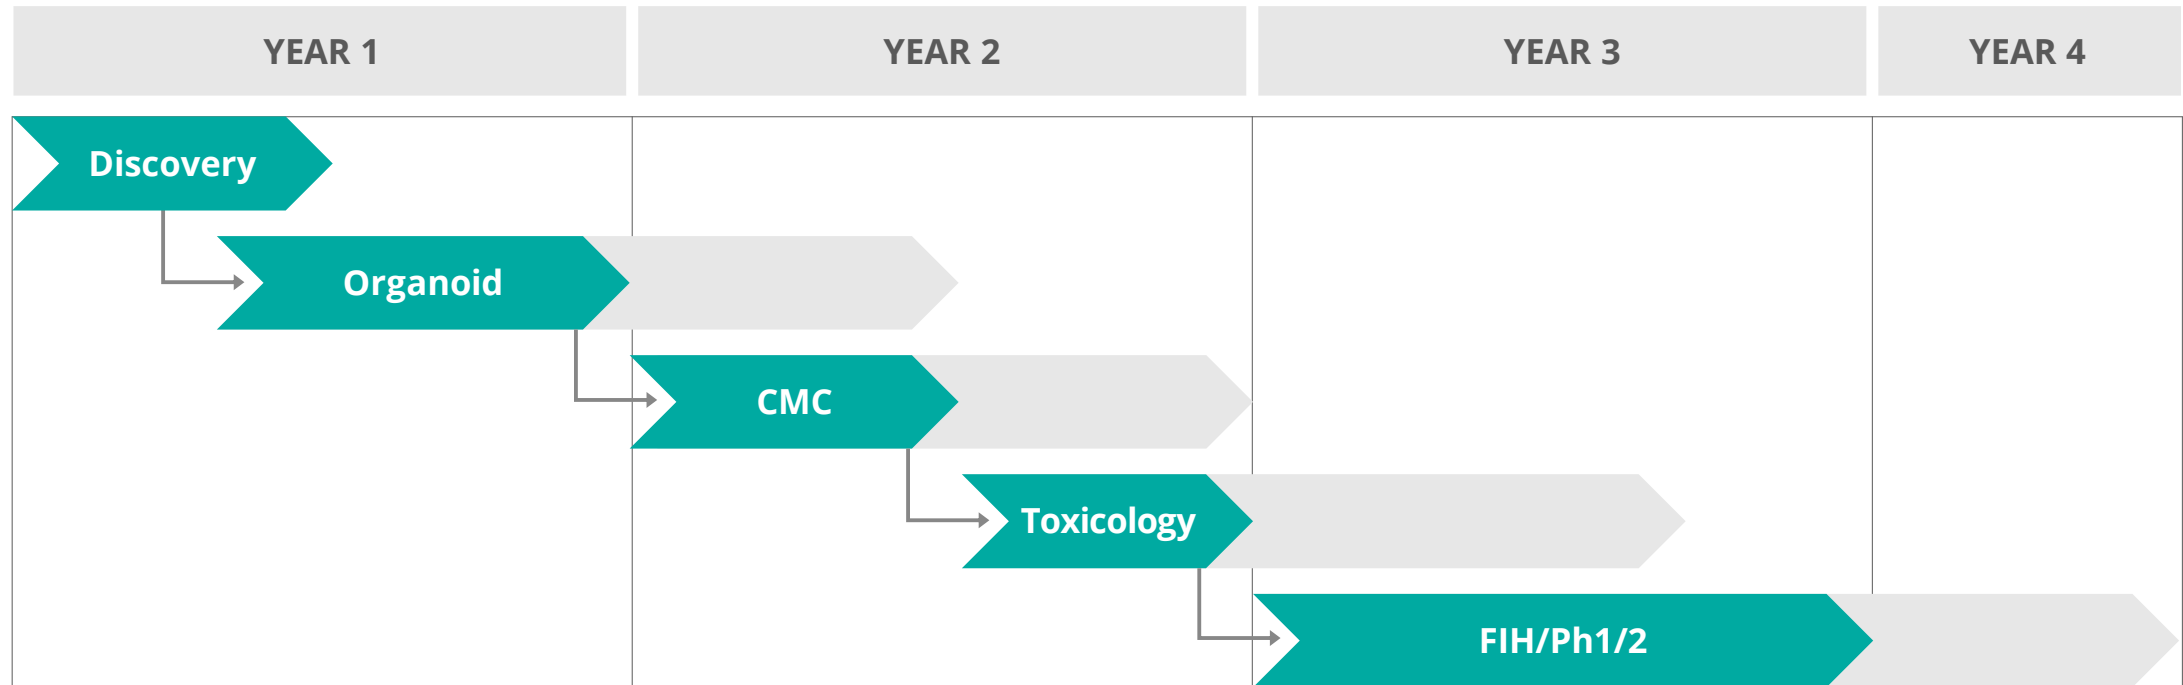 YEAR 1
YEAR 2
YEAR 3
YEAR 4
Discovery
Organoid
CMC
Toxicology
FIH/Ph1/2